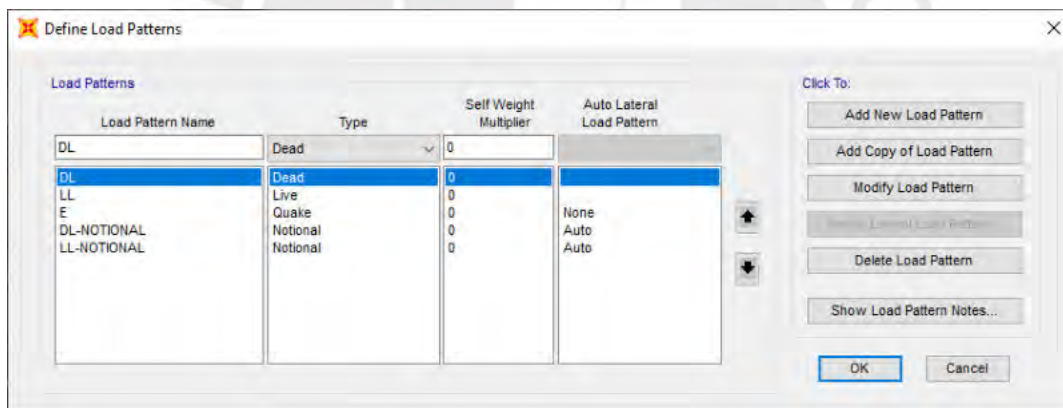 Define Load Patterns
Load Patterns
Load Pattern Name Type Self Weight Multiplier Auto Lateral Load Pattern
DL Dead 0
DL Dead 0
LL Live 0
E Quake 0 None
DL-NOTIONAL Notional 0 Auto
LL-NOTIONAL Notional 0 Auto
Click To:
Add New Load Pattern
Add Copy of Load Pattern
Modify Load Pattern
Delete Load Pattern
Show Load Pattern Notes...
OK Cancel